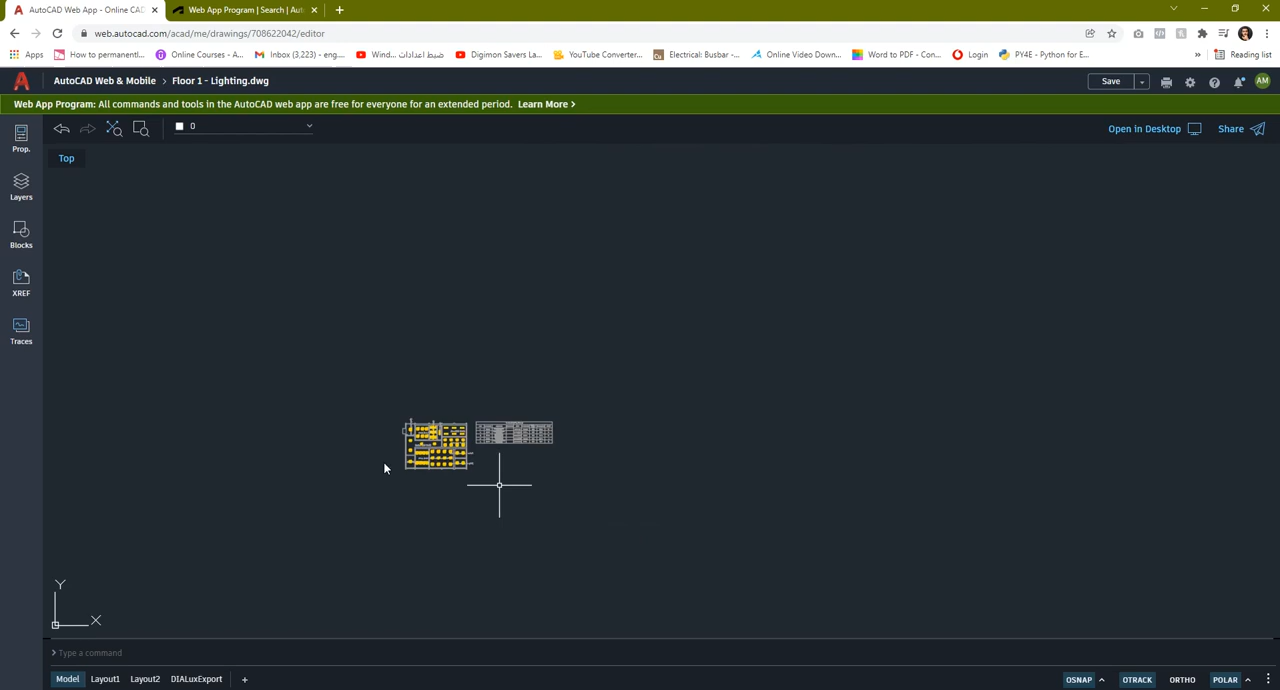 AutoCAD Web App - Online CAD
Web App Program | Search | Aut
web.autocad.com/acad/me/drawings/708622042/editor
Apps
How to permanentl...
Online Courses - A...
Inbox (3,223) - eng...
Wind... ضبط اعدادات
Digimon Savers La...
YouTube Converter...
Electrical: Busbar -...
Online Video Down...
Word to PDF - Con...
Login
PY4E - Python for E...
»
Reading list
AutoCAD Web & Mobile > Floor 1 - Lighting.dwg
Save
AM
Web App Program: All commands and tools in the AutoCAD web app are free for everyone for an extended period. Learn More >
Prop.
0
Open in Desktop
Share
Top
Layers
Blocks
XREF
Traces
Y
X
Type a command
Model
Layout1
Layout2
DIALuxExport
+
OSNAP
OTRACK
ORTHO
POLAR